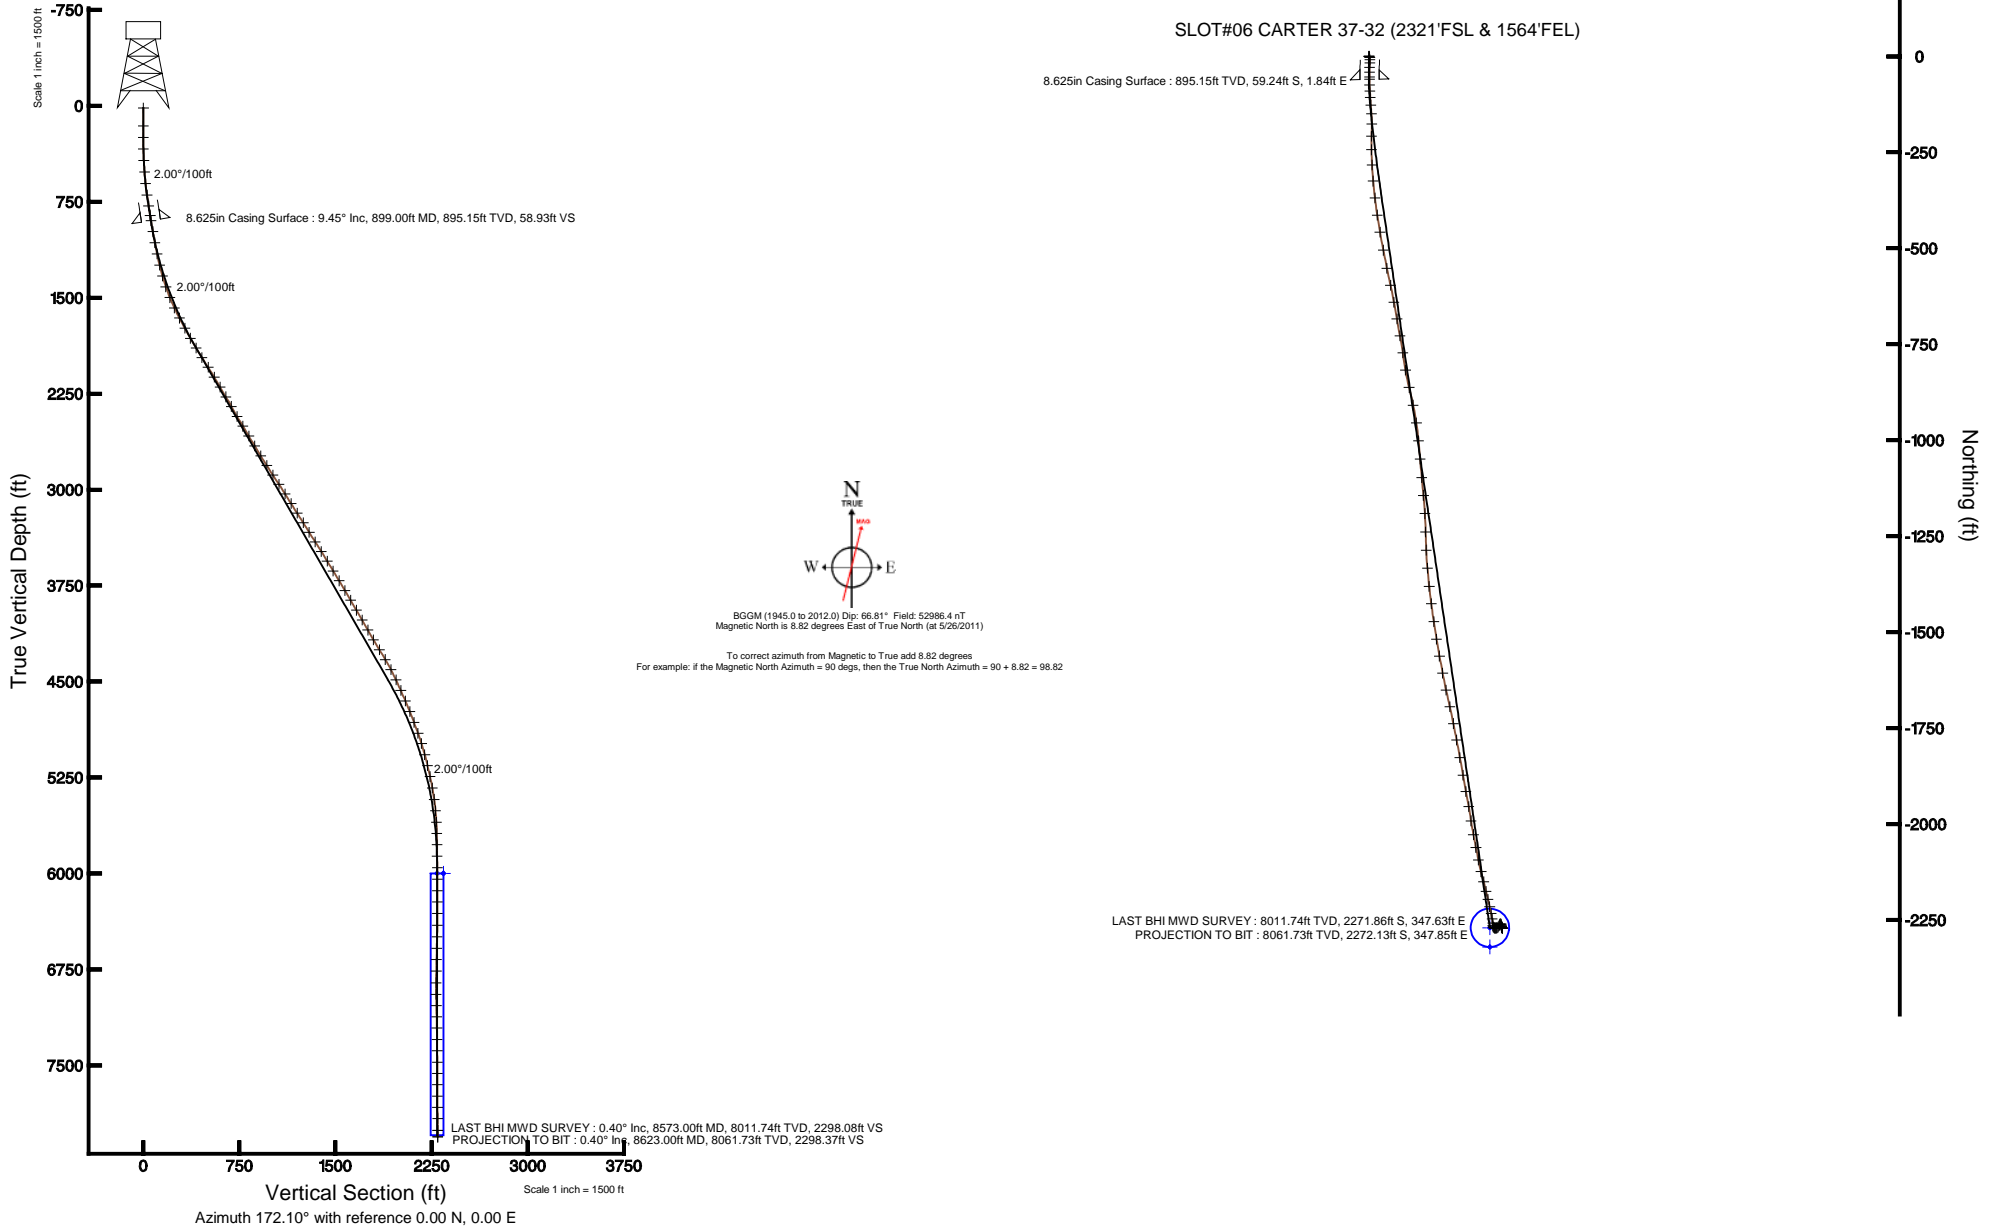 Scale 1 inch = 1500 ft
-750
0
750
1500
2250
3000
3750
4500
5250
6000
6750
7500
True Vertical Depth (ft)
2.00°/100ft
8.625in Casing Surface : 9.45° Inc, 899.00ft MD, 895.15ft TVD, 58.93ft VS
2.00°/100ft
2.00°/100ft
LAST BHI MWD SURVEY : 0.40° Inc, 8573.00ft MD, 8011.74ft TVD, 2298.08ft VS
PROJECTION TO BIT : 0.40° Inc, 8623.00ft MD, 8061.73ft TVD, 2298.37ft VS
0 750 1500 2250 3000 3750
Vertical Section (ft)
Scale 1 inch = 1500 ft
Azimuth 172.10° with reference 0.00 N, 0.00 E
N
TRUE
MAG
W E
BGGM (1945.0 to 2012.0) Dip: 66.81° Field: 52986.4 nT
Magnetic North is 8.82 degrees East of True North (at 5/26/2011)
To correct azimuth from Magnetic to True add 8.82 degrees
For example: if the Magnetic North Azimuth = 90 degs, then the True North Azimuth = 90 + 8.82 = 98.82
SLOT#06 CARTER 37-32 (2321'FSL & 1564'FEL)
8.625in Casing Surface : 895.15ft TVD, 59.24ft S, 1.84ft E
LAST BHI MWD SURVEY : 8011.74ft TVD, 2271.86ft S, 347.63ft E
PROJECTION TO BIT : 8061.73ft TVD, 2272.13ft S, 347.85ft E
0
-250
-500
-750
-1000
-1250
-1500
-1750
-2000
-2250
Northing (ft)